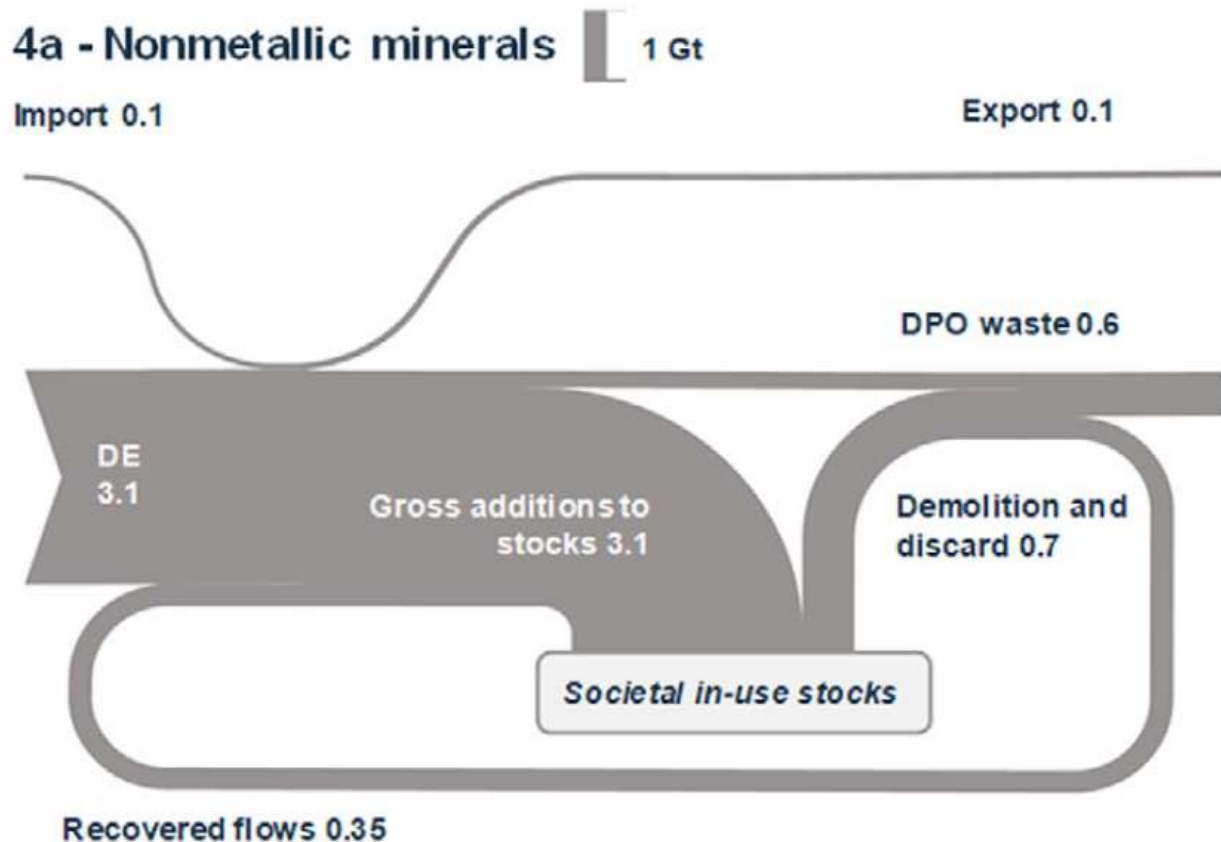 4a - Nonmetallic minerals 1 Gt
Import 0.1
Export 0.1
DPO waste 0.6
DE
3.1
Gross additions to
stocks 3.1
Demolition and
discard 0.7
Societal in-use stocks
Recovered flows 0.35